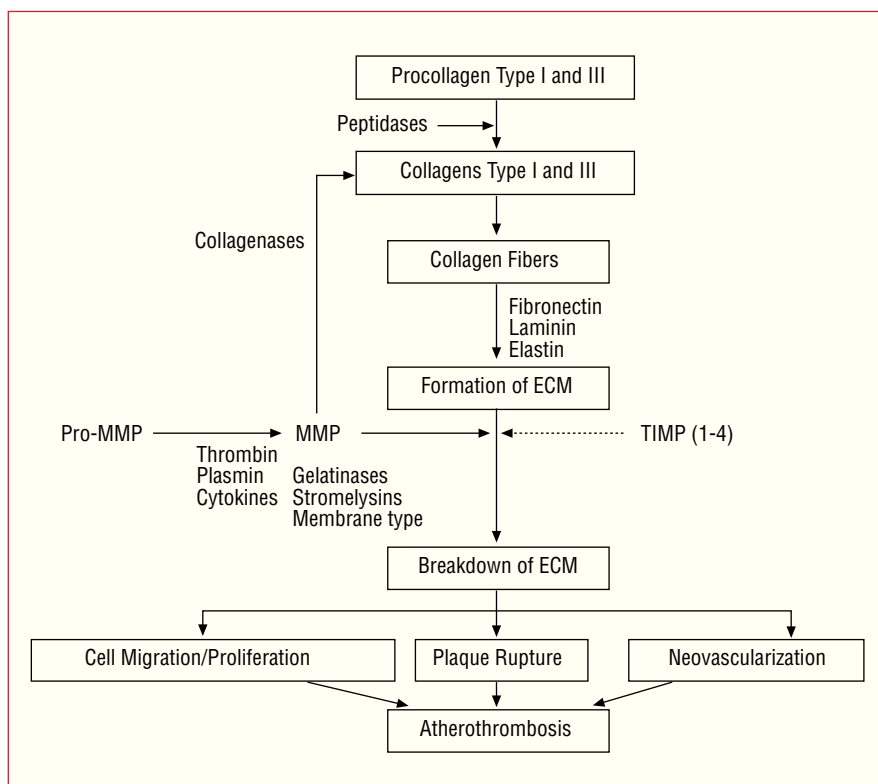 Procollagen Type I and III
Peptidases
Collagens Type I and III
Collagenases
Collagen Fibers
Fibronectin
Laminin
Elastin
Formation of ECM
Pro-MMP
MMP
TIMP (1-4)
Thrombin
Plasmin
Cytokines
Gelatinases
Stromelysins
Membrane type
Breakdown of ECM
Cell Migration/Proliferation
Plaque Rupture
Neovascularization
Atherothrombosis